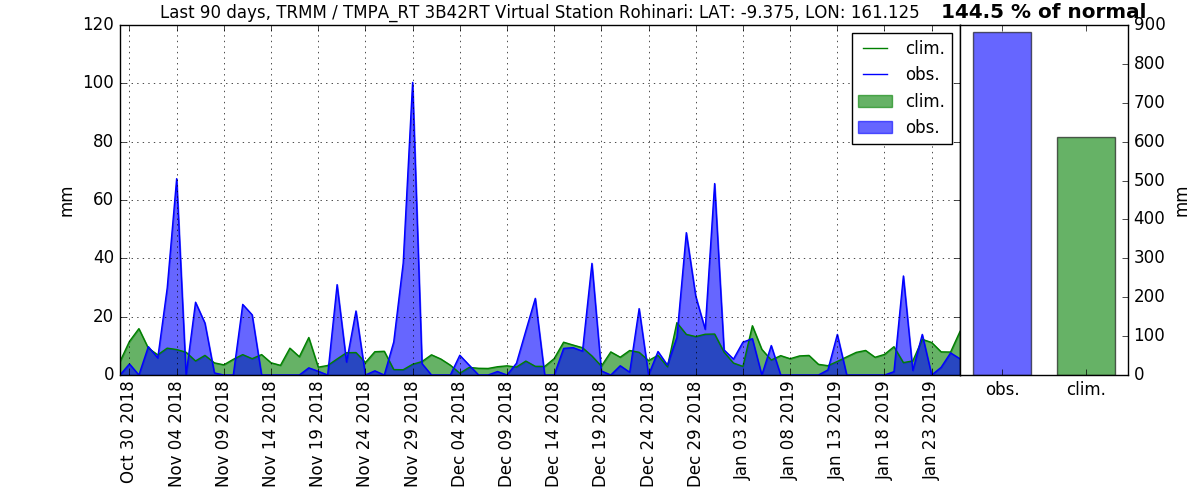 Last 90 days, TRMM / TMPA_RT 3B42RT Virtual Station Rohinari: LAT: -9.375, LON: 161.125
144.5 % of normal
120
100
80
60
40
20
0
mm
clim.
obs.
clim.
obs.
900
800
700
600
500
400
300
200
100
0
mm
obs.
clim.
Oct 30 2018
Nov 04 2018
Nov 09 2018
Nov 14 2018
Nov 19 2018
Nov 24 2018
Nov 29 2018
Dec 04 2018
Dec 09 2018
Dec 14 2018
Dec 19 2018
Dec 24 2018
Dec 29 2018
Jan 03 2019
Jan 08 2019
Jan 13 2019
Jan 18 2019
Jan 23 2019